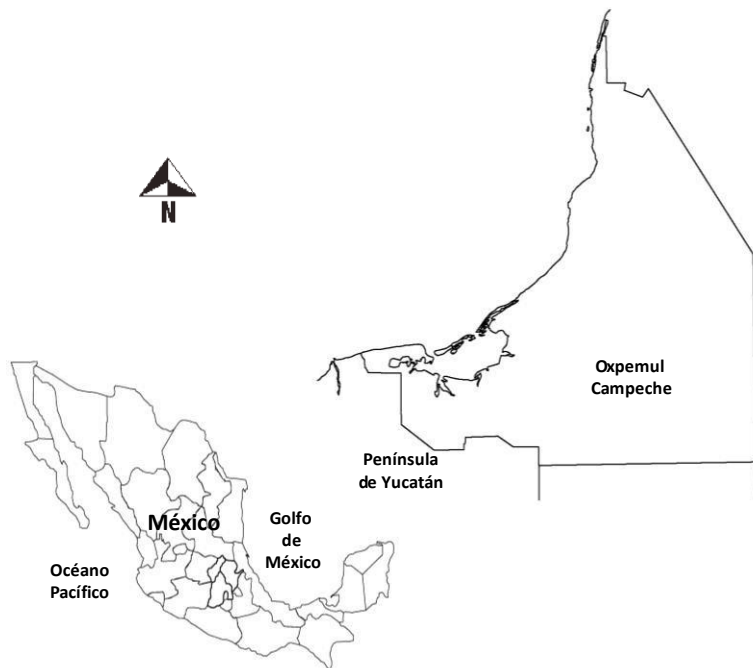 N
Oxpemul
Campeche
Península
de Yucatán
México
Golfo
de
México
Océano
Pacífico